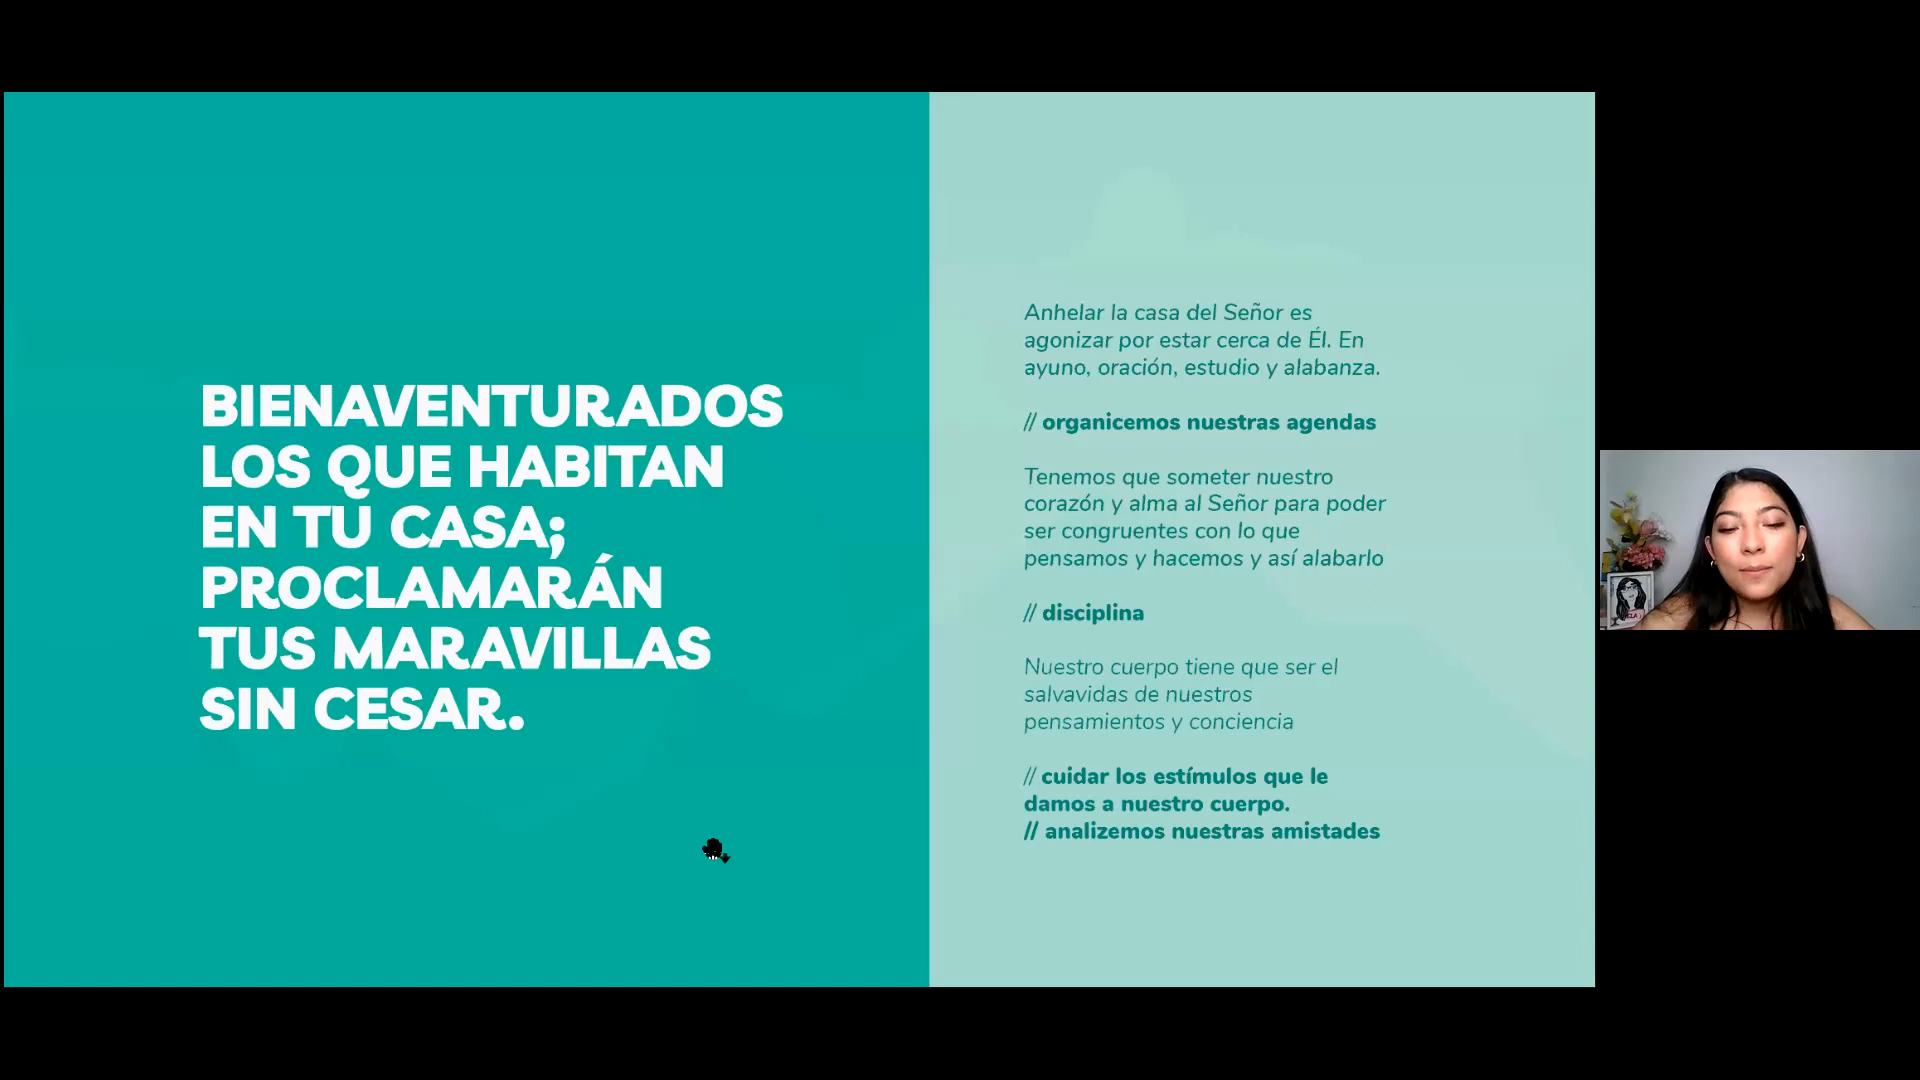 BIENAVENTURADOS
LOS QUE HABITAN
EN TU CASA;
PROCLAMARÁN
TUS MARAVILLAS
SIN CESAR.
Anhelar la casa del Señor es
agonizar por estar cerca de Él. En
ayuno, oración, estudio y alabanza.
// organicemos nuestras agendas
Tenemos que someter nuestro
corazón y alma al Señor para poder
ser congruentes con lo que
pensamos y hacemos y así alabarlo
// disciplina
Nuestro cuerpo tiene que ser el
salvavidas de nuestros
pensamientos y conciencia
// cuidar los estímulos que le
damos a nuestro cuerpo.
// analizemos nuestras amistades